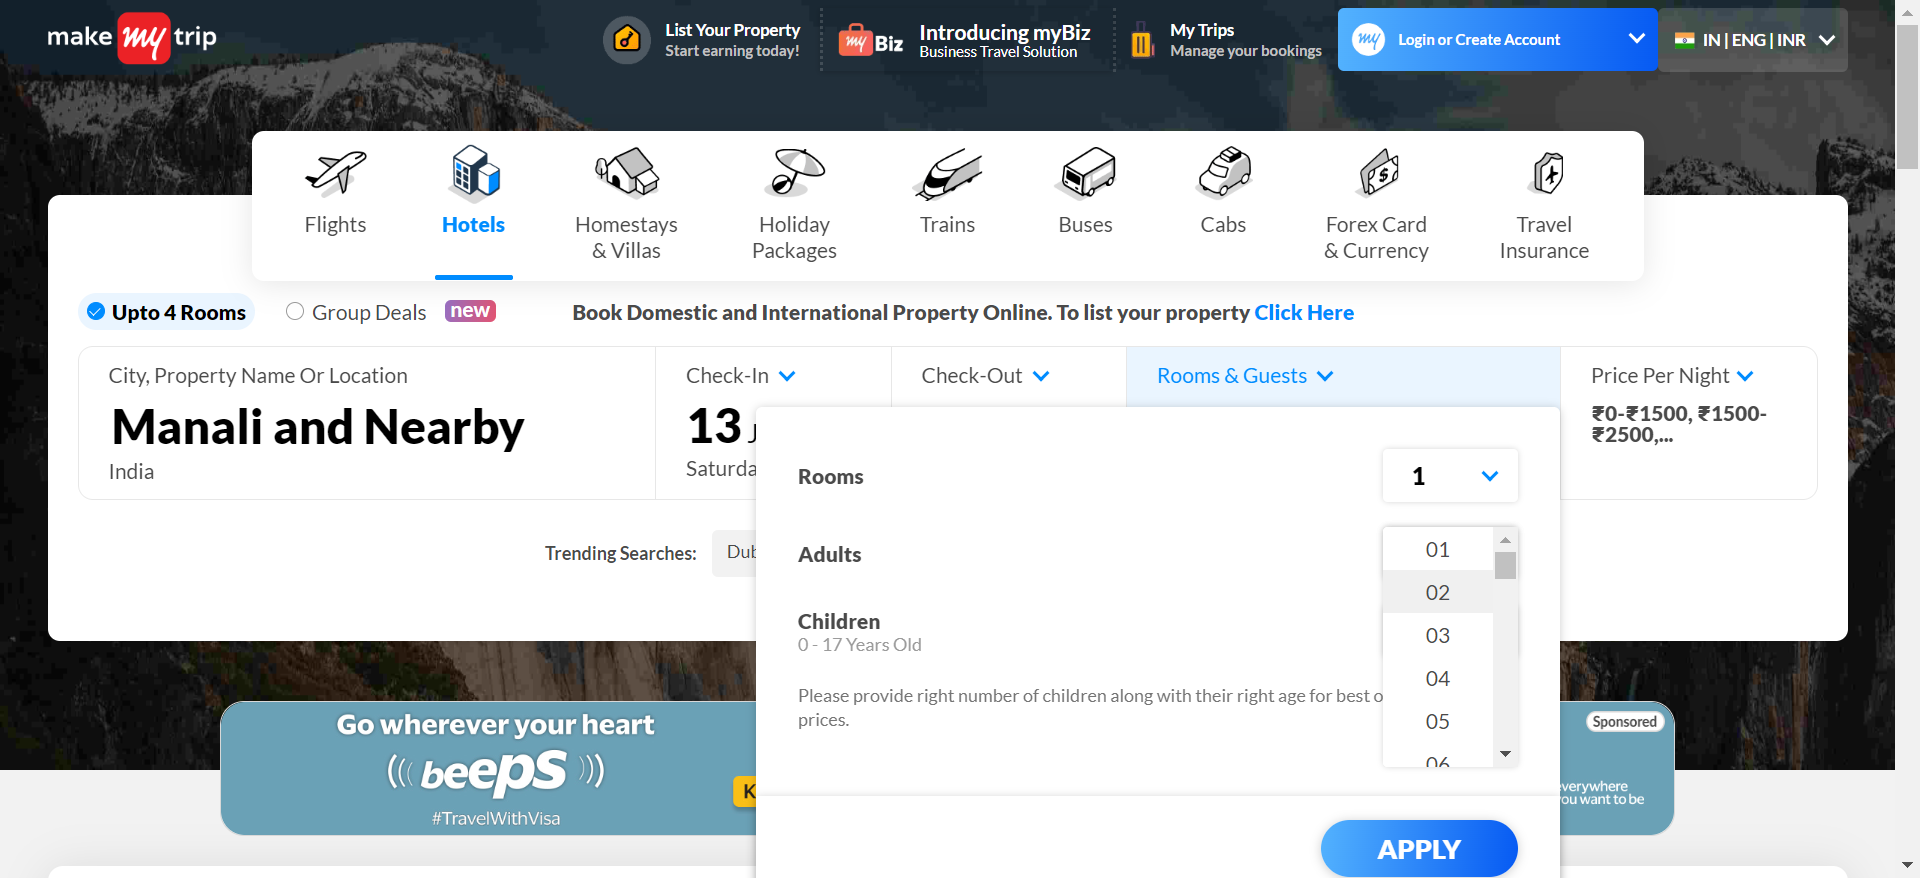 make my trip
List Your Property
Start earning today!
my Biz
Introducing myBiz
Business Travel Solution
My Trips
Manage your bookings
my
Login or Create Account
IN | ENG | INR
Flights
Hotels
Homestays
& Villas
Holiday
Packages
Trains
Buses
Cabs
Forex Card
& Currency
Travel
Insurance
Upto 4 Rooms
Group Deals
new
Book Domestic and International Property Online. To list your property Click Here
City, Property Name Or Location
Manali and Nearby
India
Check-In
13
Check-Out
Rooms & Guests
Price Per Night
₹0-₹1500, ₹1500-
₹2500,...
Rooms
1
Adults
01
02
03
04
05
06
Children
0 - 17 Years Old
Please provide right number of children along with their right age for best o
prices.
Trending Searches:
APPLY
Go wherever your heart
beeps
#TravelWithVisa
Sponsored
everywhere
you want to be